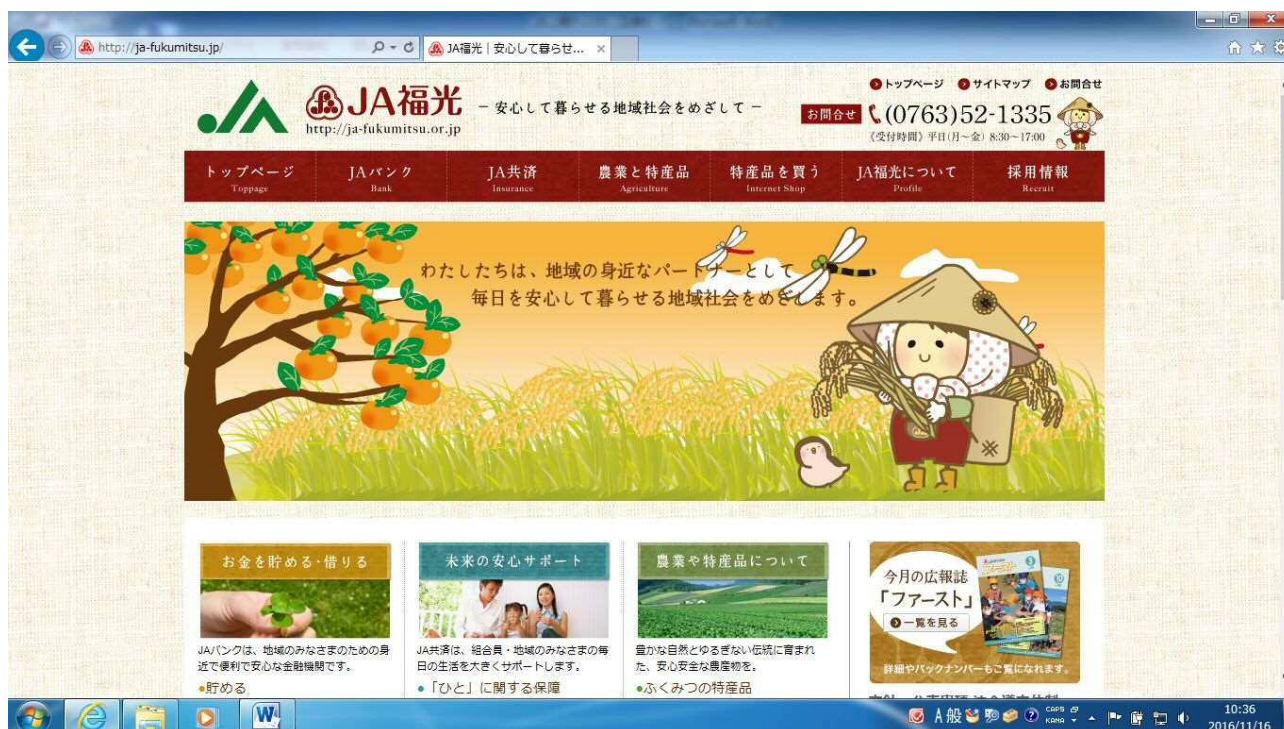 http://ja-fukumitsu.jp/
JA福光｜安心して暮らせ...
トップページ サイトマップ お問合せ
JA福光
http://ja-fukumitsu.or.jp
－安心して暮らせる地域社会をめざして－
お問合せ (0763)52-1335
《受付時間》平日(月～金) 8:30～17:00
トップページ JAバンク JA共済 農業と特産品 特産品を買う JA福光について 採用情報
Toppage Bank Insurance Agriculture Internet Shop Profile Recruit
わたしたちは、地域の身近なパートナーとして
毎日を安心して暮らせる地域社会をめざします。
お金を貯める・借りる
JAバンクは、地域のみなさまのための身
近で便利で安心な金融機関です。
●貯める
未来の安心サポート
JA共済は、組合員・地域のみなさまの毎
日の生活を大きくサポートします。
●「ひと」に関する保障
農業や特産品について
豊かな自然とゆるぎない伝統に育まれ
た、安心安全な農産物を。
●ふくみつの特産品
今月の広報誌
「ファースト」
一覧を見る
詳細やバックナンバーもご覧になれます。
A 般
CAPS
KANA
10:36
2016/11/16